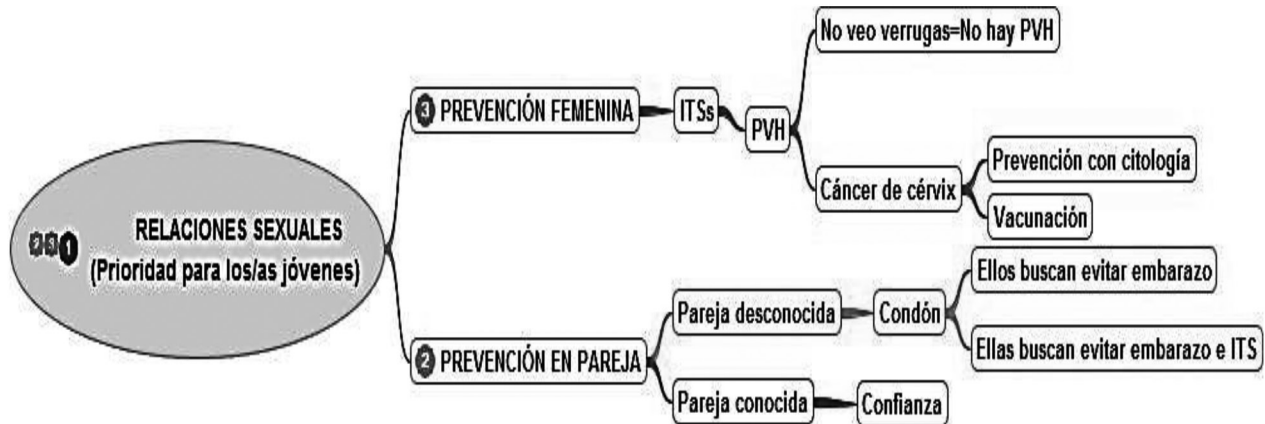 RELACIONES SEXUALES
(Prioridad para los/as jóvenes)
3 PREVENCIÓN FEMENINA
ITSs
PVH
No veo verrugas=No hay PVH
Cáncer de cérvix
Prevención con citología
Vacunación
2 PREVENCIÓN EN PAREJA
Pareja desconocida
Condón
Ellos buscan evitar embarazo
Ellas buscan evitar embarazo e ITS
Pareja conocida
Confianza